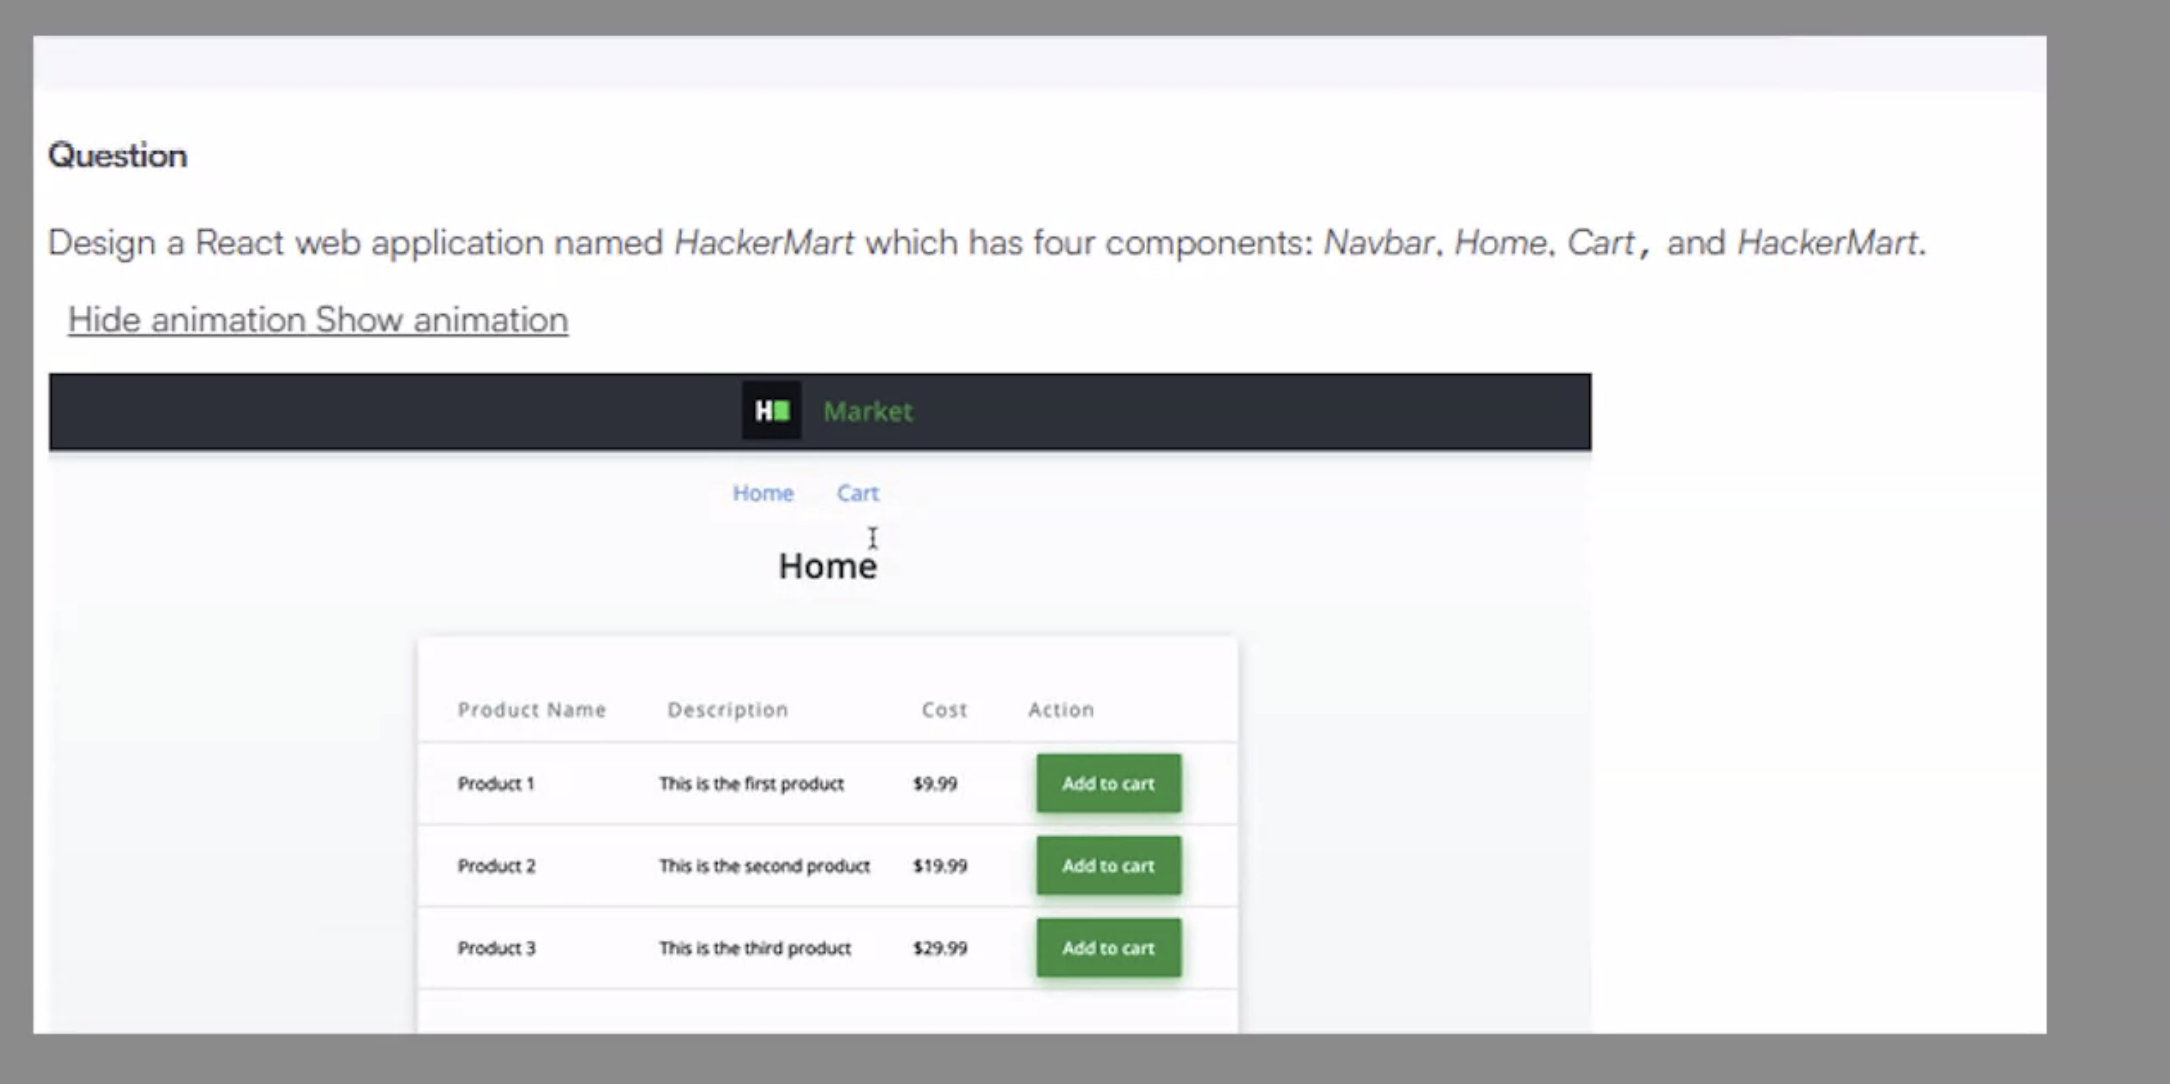 Question
Design a React web application named HackerMart which has four components: Navbar, Home, Cart, and HackerMart.
Hide animation Show animation
H Market
Home Cart
Home
Product Name Description Cost Action
Product 1 This is the first product $9.99 Add to cart
Product 2 This is the second product $19.99 Add to cart
Product 3 This is the third product $29.99 Add to cart